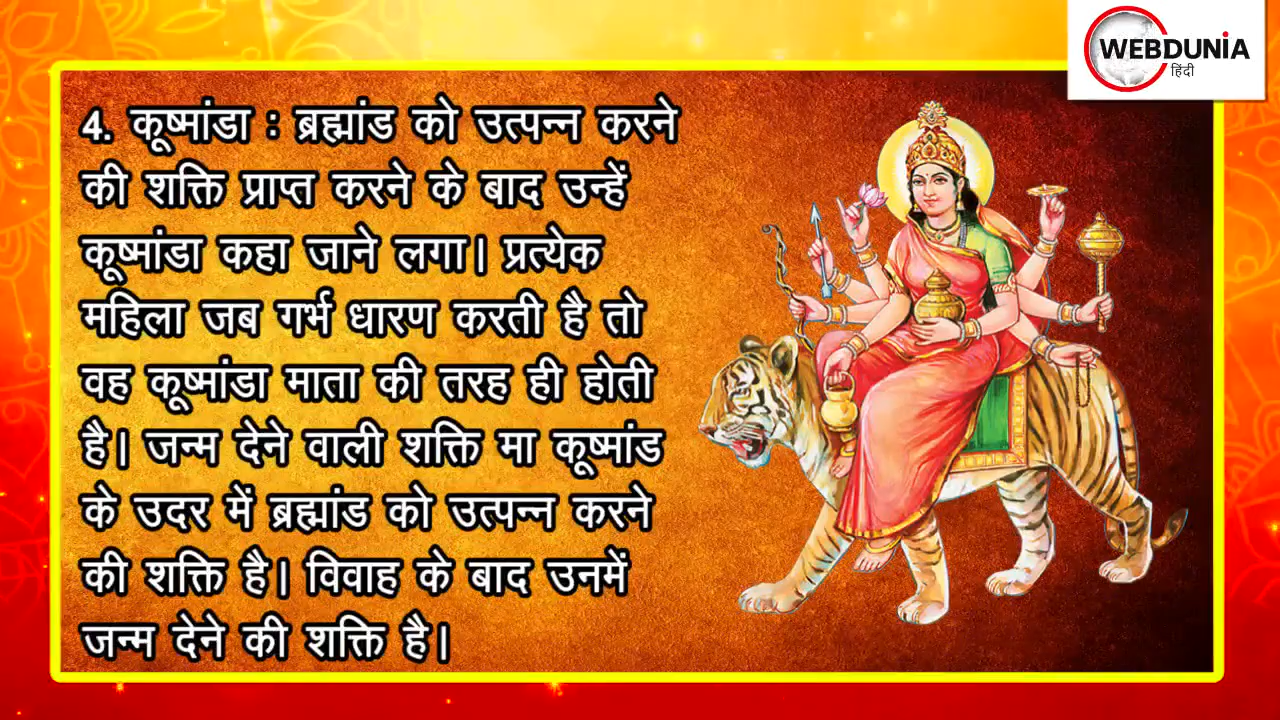 WEBDUNIA
हिंदी
4. कूष्मांडा : ब्रह्मांड को उत्पन्न करने
की शक्ति प्राप्त करने के बाद उन्हें
कूष्मांडा कहा जाने लगा। प्रत्येक
महिला जब गर्भ धारण करती है तो
वह कूष्मांडा माता की तरह ही होती
है। जन्म देने वाली शक्ति मा कूष्मांड
के उदर में ब्रह्मांड को उत्पन्न करने
की शक्ति है। विवाह के बाद उनमें
जन्म देने की शक्ति है।